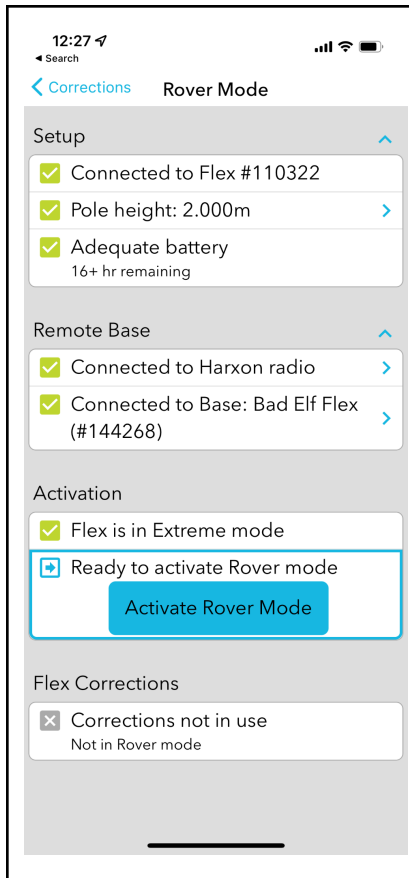 12:27
◄ Search
Corrections
Rover Mode
Setup
Connected to Flex #110322
Pole height: 2.000m
Adequate battery
16+ hr remaining
Remote Base
Connected to Harxon radio
Connected to Base: Bad Elf Flex
(#144268)
Activation
Flex is in Extreme mode
Ready to activate Rover mode
Activate Rover Mode
Flex Corrections
Corrections not in use
Not in Rover mode